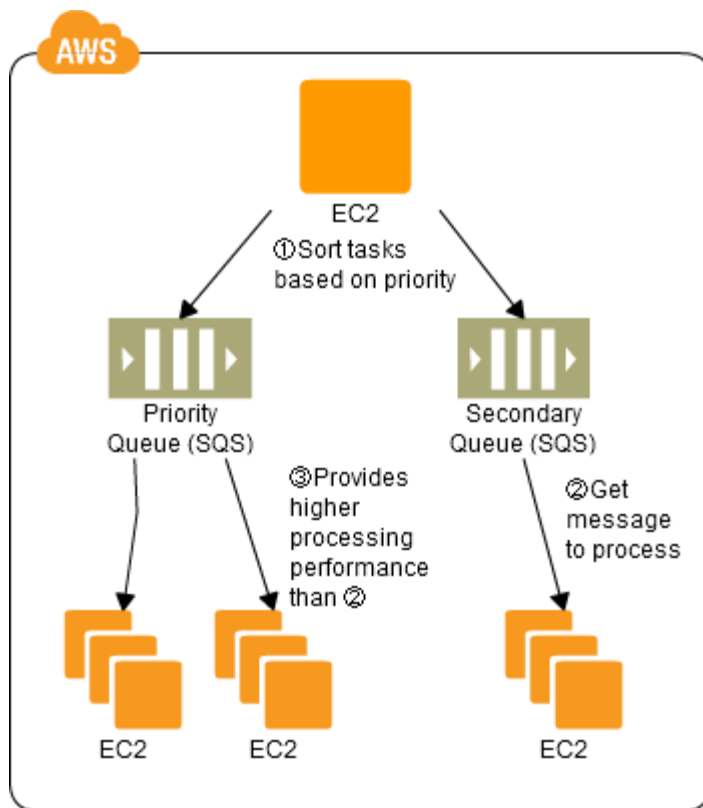 AWS
EC2
①Sort tasks
based on priority
Priority
Queue (SQS)
Secondary
Queue (SQS)
③Provides
higher
processing
performance
than ②
②Get
message
to process
EC2
EC2
EC2